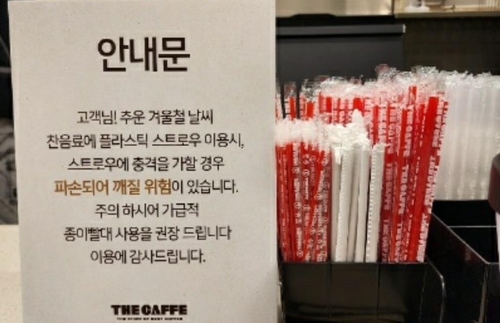 안내문
고객님! 추운 겨울철 날씨
찬음료에 플라스틱 스트로우 이용시,
스트로우에 충격을 가할 경우
파손되어 깨질 위험이 있습니다.
주의 하시어 가급적
종이빨대 사용을 권장 드립니다
이용에 감사드립니다.
THE CAFFE
THE CAFFE